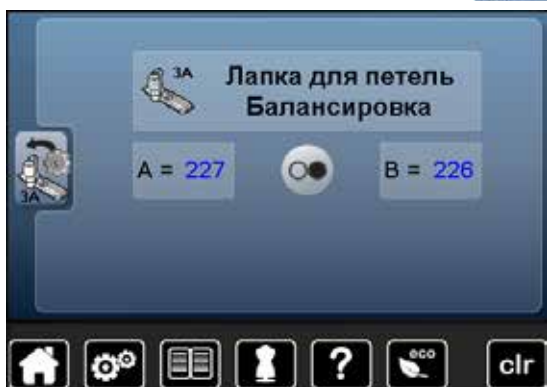 3A
Лапка для петель
Балансировка
3A
A = 227
B = 226
?
eco
clr